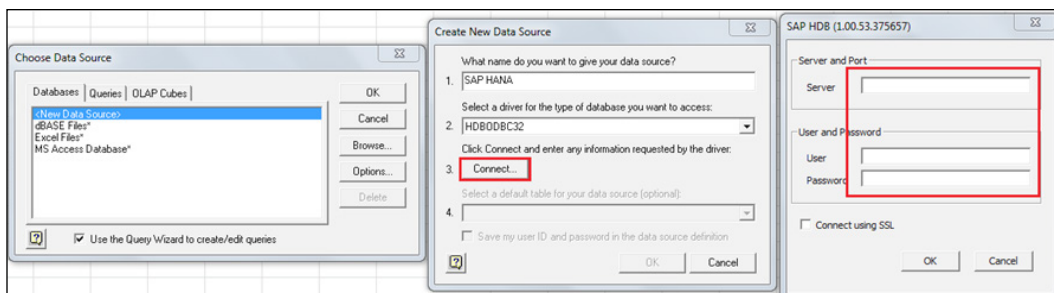 Choose Data Source
Databases
Queries
OLAP Cubes
<New Data Source>
dBASE Files*
Excel Files*
MS Access Database*
OK
Cancel
Browse...
Options...
Delete
Use the Query Wizard to create/edit queries
Create New Data Source
What name do you want to give your data source?
1. SAP HANA
Select a driver for the type of database you want to access:
2. HDBODBC32
Click Connect and enter any information requested by the driver:
3. Connect...
Select a default table for your data source (optional):
4.
Save my user ID and password in the data source definition
OK
Cancel
SAP HDB (1.00.53.375657)
Server and Port
Server
User and Password
User
Password
Connect using SSL
OK
Cancel